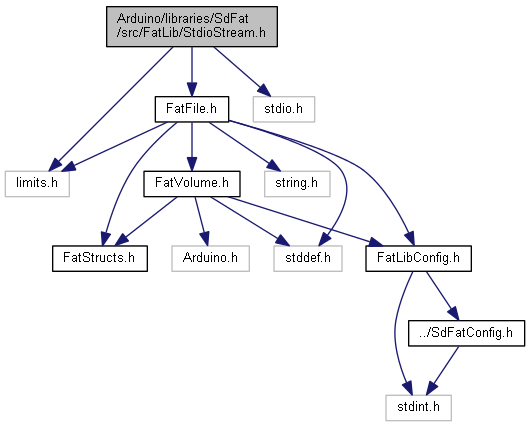 Arduino/libraries/SdFat
/src/FatLib/StdioStream.h
FatFile.h
stdio.h
limits.h
FatVolume.h
string.h
FatStructs.h
Arduino.h
stddef.h
FatLibConfig.h
../SdFatConfig.h
stdint.h